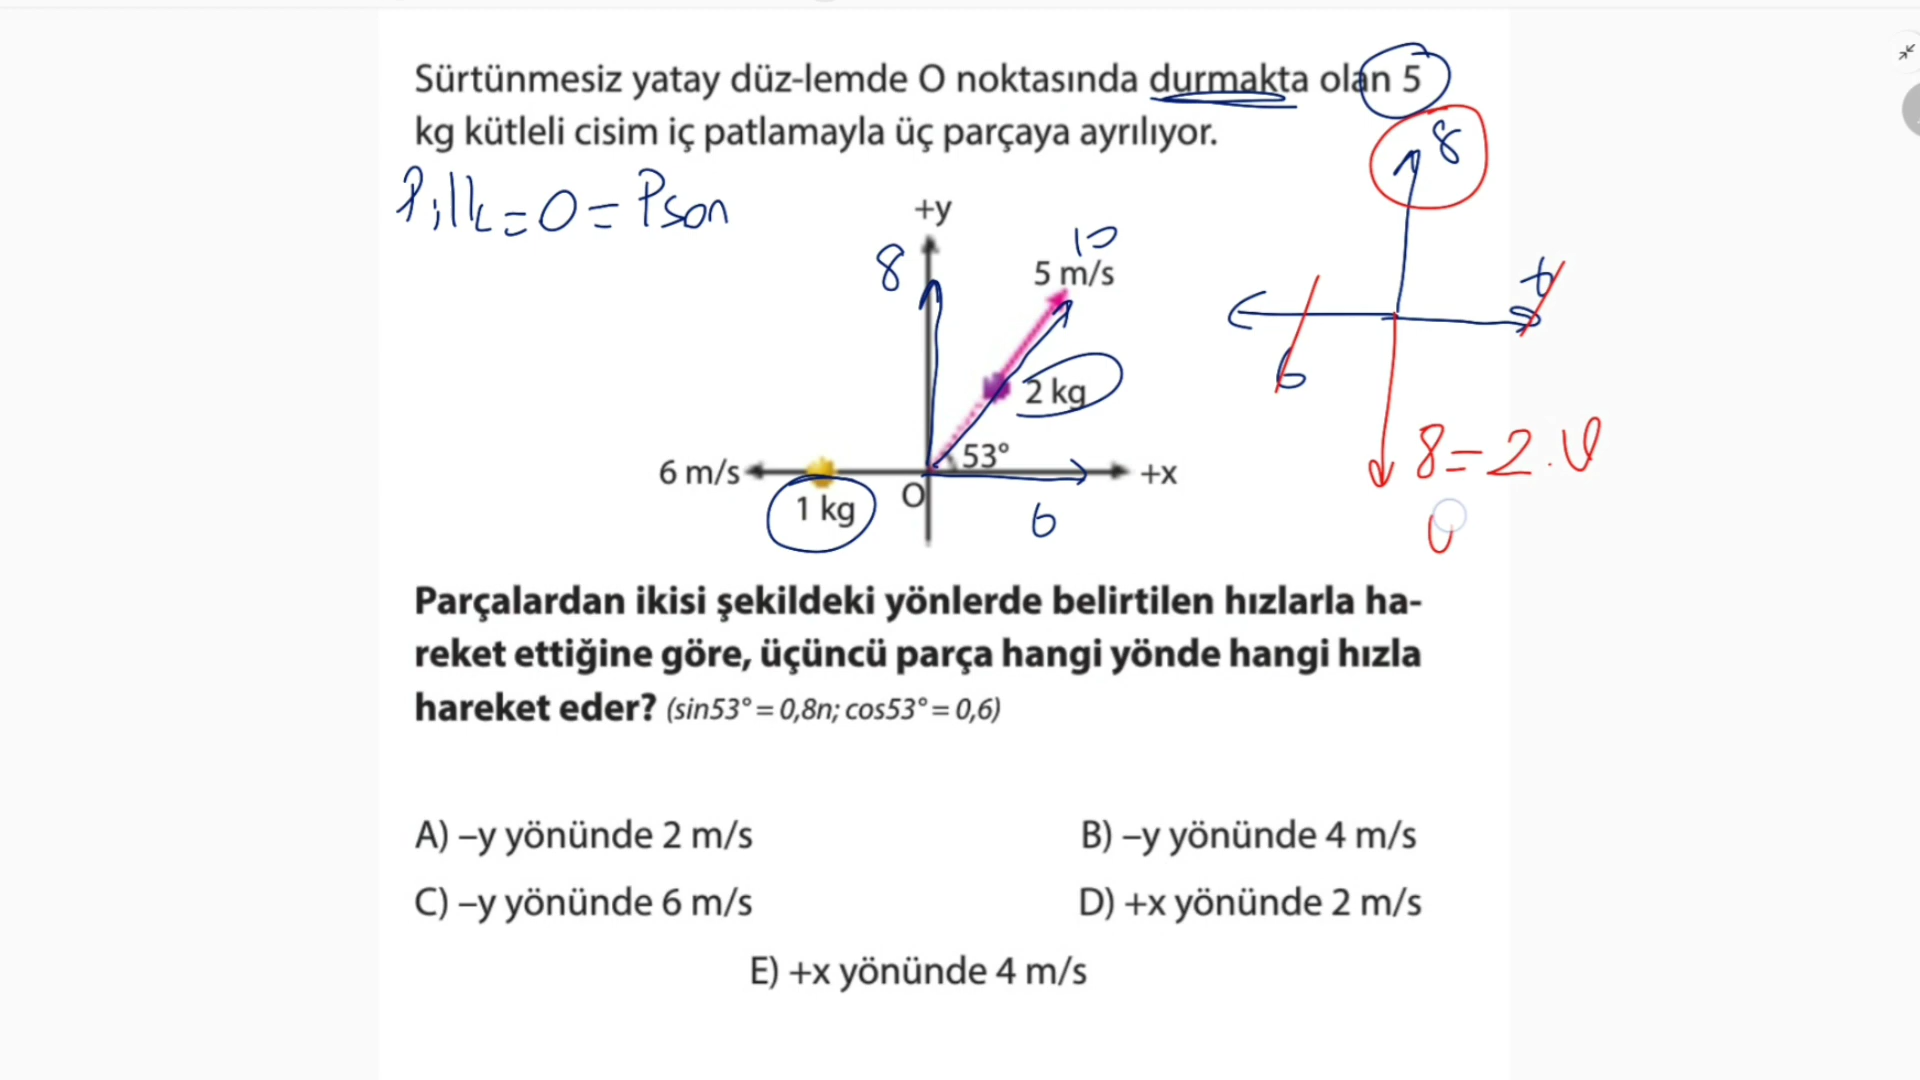 Sürtünmesiz yatay düz-lemde O noktasında durmakta olan 5
kg kütleli cisim iç patlamayla üç parçaya ayrılıyor.
8
Pilk = 0 = Pson
+y
8
10
5 m/s
6
2 kg
6
53°
8 = 2.υ
6 m/s
+x
O
1 kg
6
υ
Parçalardan ikisi şekildeki yönlerde belirtilen hızlarla ha-
reket ettiğine göre, üçüncü parça hangi yönde hangi hızla
hareket eder? (sin53° = 0,8n; cos53° = 0,6)
A) –y yönünde 2 m/s
B) –y yönünde 4 m/s
C) –y yönünde 6 m/s
D) +x yönünde 2 m/s
E) +x yönünde 4 m/s